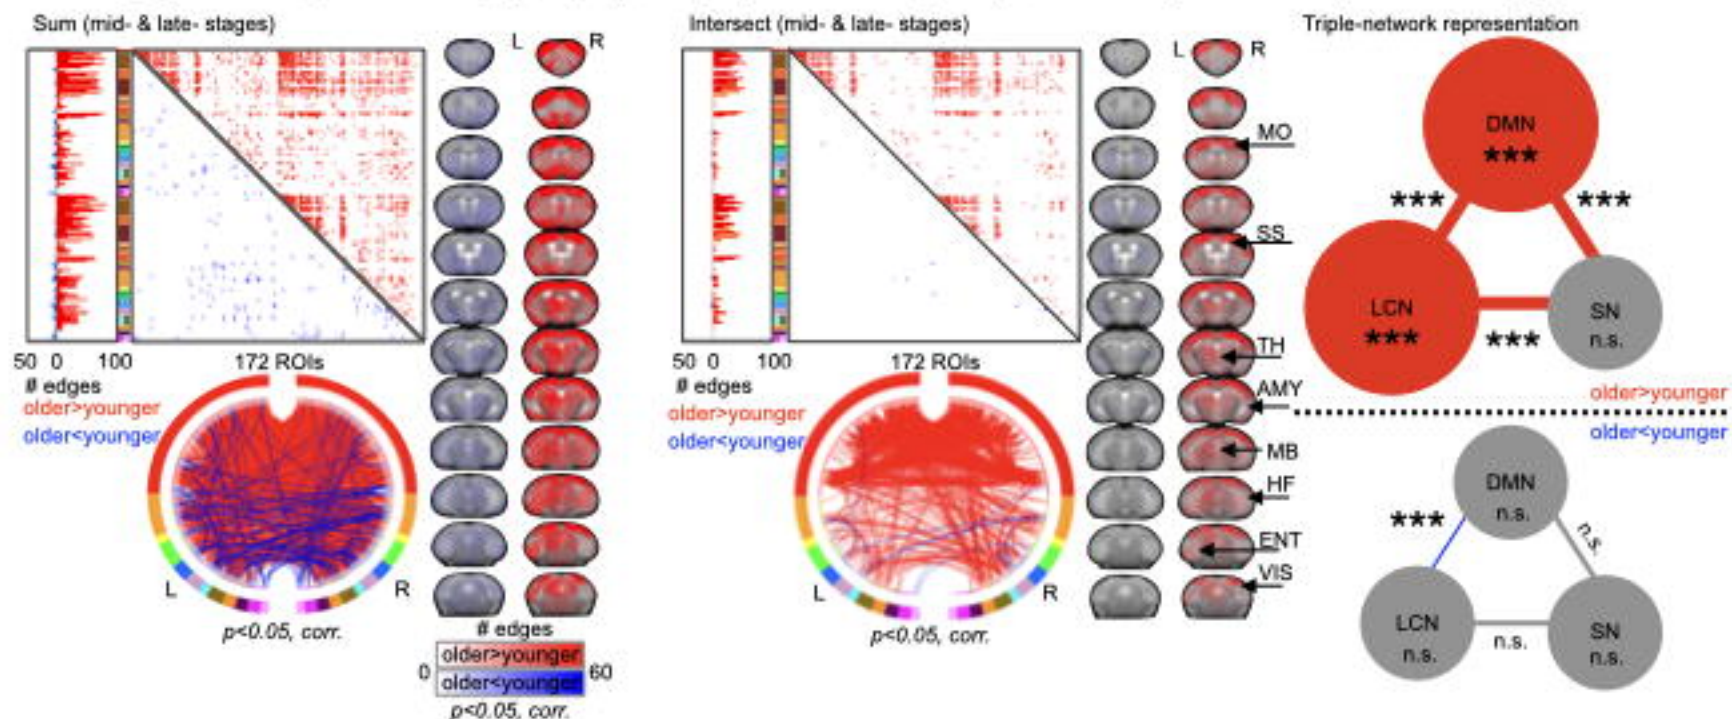 Sum (mid- & late- stages)
L
R
50 0 100
172 ROIs
# edges
older>younger
older<younger
L
R
p<0.05, corr.
# edges
0
older>younger
60
older<younger
p<0.05, corr.
Intersect (mid- & late- stages)
L
R
MO
SS
TH
AMY
MB
HF
ENT
VIS
50 0 100
172 ROIs
# edges
older>younger
older<younger
L
R
p<0.05, corr.
Triple-network representation
DMN
***
***
***
LCN
***
***
SN
n.s.
older>younger
older<younger
DMN
n.s.
***
n.s.
LCN
n.s.
n.s.
SN
n.s.